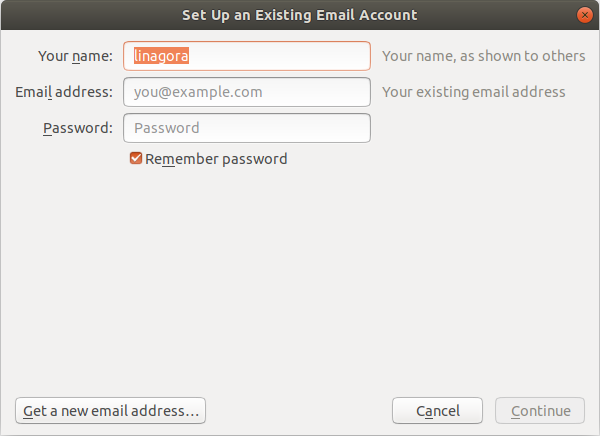 Set Up an Existing Email Account
Your name: linagora Your name, as shown to others
Email address: you@example.com Your existing email address
Password: Password
Remember password
Get a new email address... Cancel Continue